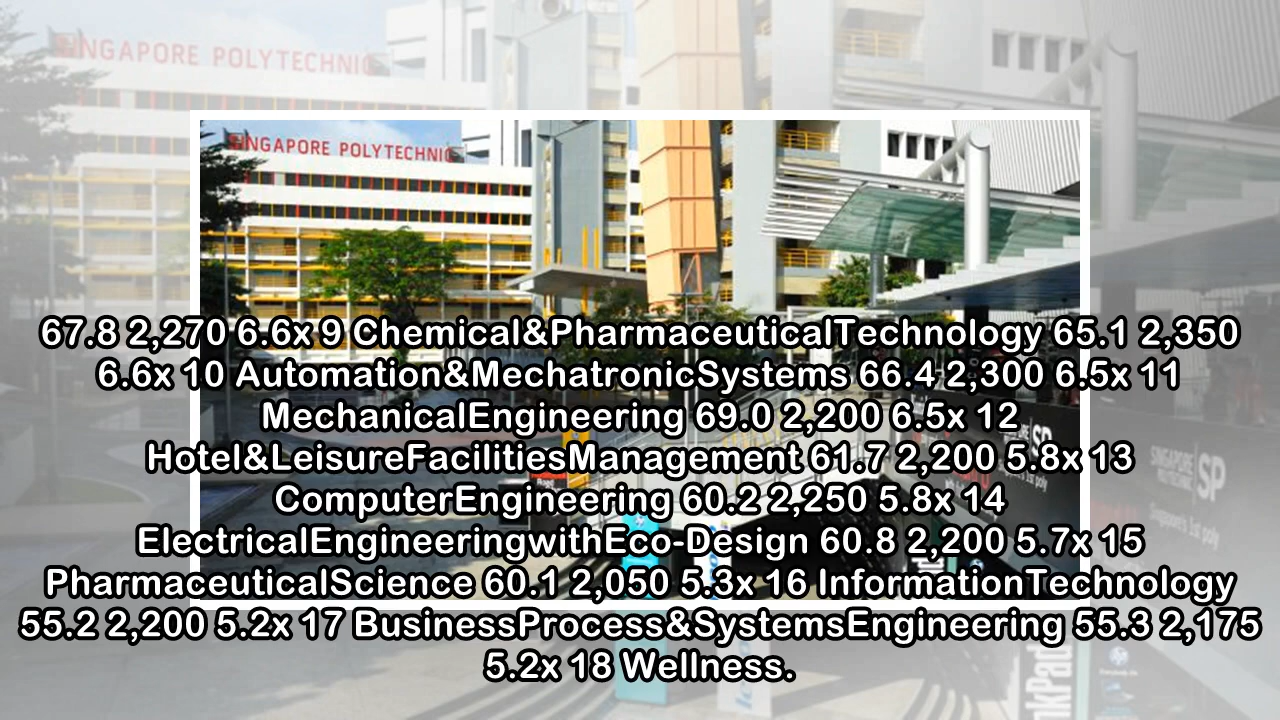 SINGAPORE POLYTECHNIC
SINGAPORE POLYTECHNIC
67.8 2,270 6.6x 9 Chemical&PharmaceuticalTechnology 65.1 2,350
6.6x 10 Automation&MechatronicSystems 66.4 2,300 6.5x 11
MechanicalEngineering 69.0 2,200 6.5x 12
Hotel&LeisureFacilitiesManagement 61.7 2,200 5.8x 13
ComputerEngineering 60.2 2,250 5.8x 14
ElectricalEngineeringwithEco-Design 60.8 2,200 5.7x 15
PharmaceuticalScience 60.1 2,050 5.3x 16 InformationTechnology
55.2 2,200 5.2x 17 BusinessProcess&SystemsEngineering 55.3 2,175
5.2x 18 Wellness.
SP
SINGAPORE
SP